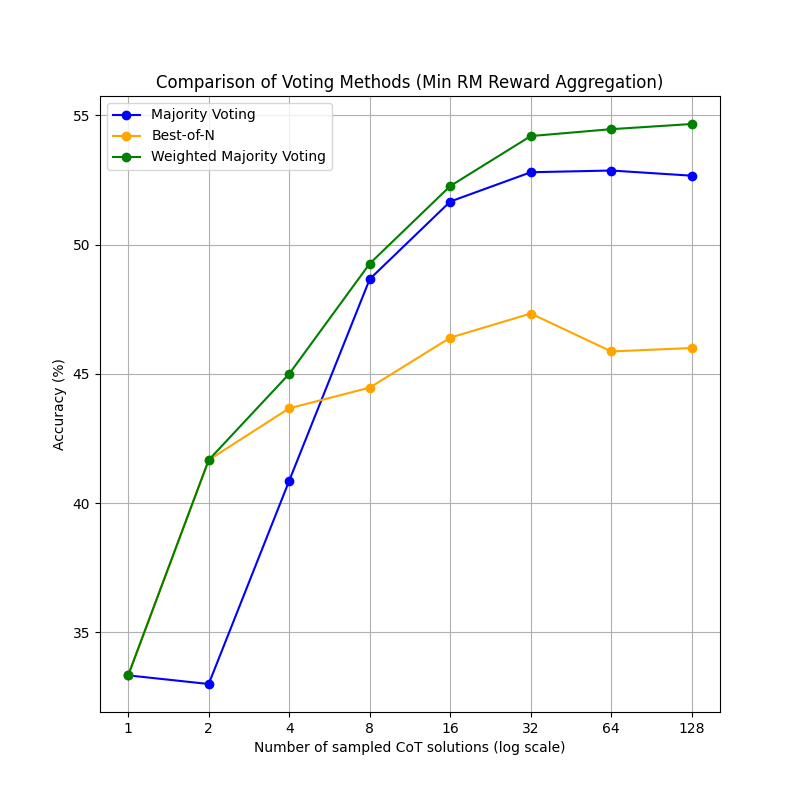 Comparison of Voting Methods (Min RM Reward Aggregation)
Majority Voting
Best-of-N
Weighted Majority Voting
55
50
45
40
35
Accuracy (%)
1 2 4 8 16 32 64 128
Number of sampled CoT solutions (log scale)